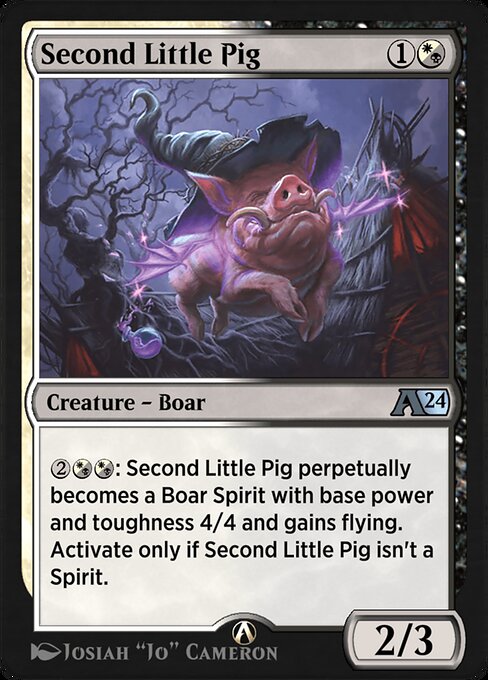 Second Little Pig 1
Creature – Boar A24
2: Second Little Pig perpetually
becomes a Boar Spirit with base power
and toughness 4/4 and gains flying.
Activate only if Second Little Pig isn't a
Spirit.
2/3
Josiah "Jo" Cameron